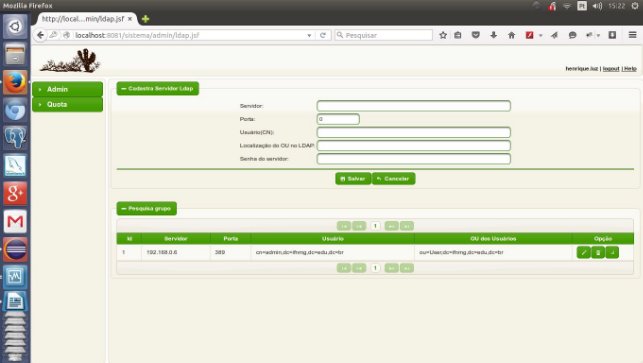 Mozilla Firefox
15:22
http://local...min/ldap.jsf
localhost:8081/sistema/admin/ldap.jsf
Pesquisar
henrique.luz | logout | Help
Admin
Quota
Cadastra Servidor Ldap
Servidor:
Porta: 0
Usuário(CN):
Localização do OU no LDAP:
Senha do servidor:
Salvar Cancelar
Pesquisa grupo
1
Id Servidor Porta Usuário OU dos Usuários Opção
1 192.168.0.6 389 cn=admin,dc=ifnmg,dc=edu,dc=br ou=User,dc=ifnmg,dc=edu,dc=br
1